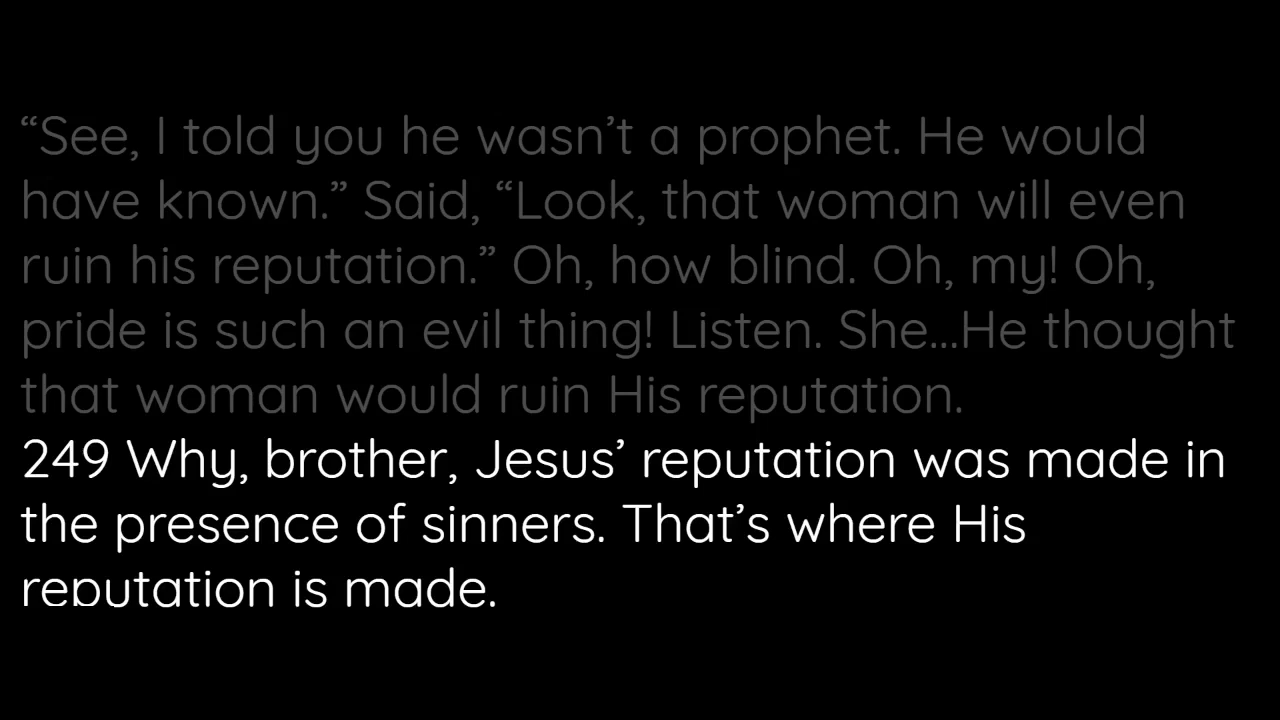 “See, I told you he wasn’t a prophet. He would
have known.” Said, “Look, that woman will even
ruin his reputation.” Oh, how blind. Oh, my! Oh,
pride is such an evil thing! Listen. She...He thought
that woman would ruin His reputation.
249 Why, brother, Jesus’ reputation was made in
the presence of sinners. That’s where His
reputation is made.